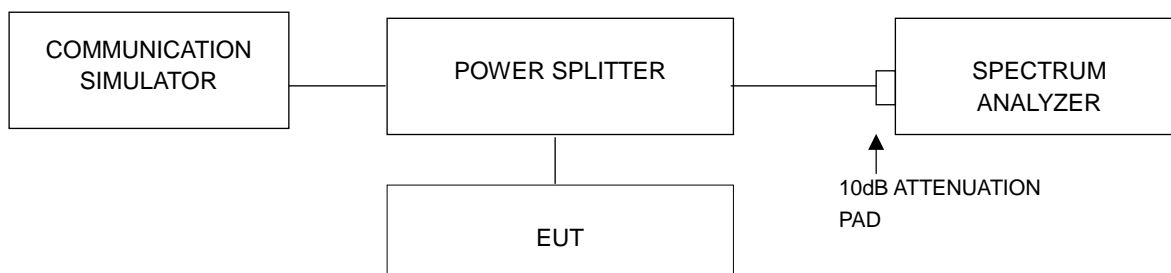 COMMUNICATION
SIMULATOR
POWER SPLITTER
SPECTRUM
ANALYZER
10dB ATTENUATION
PAD
EUT